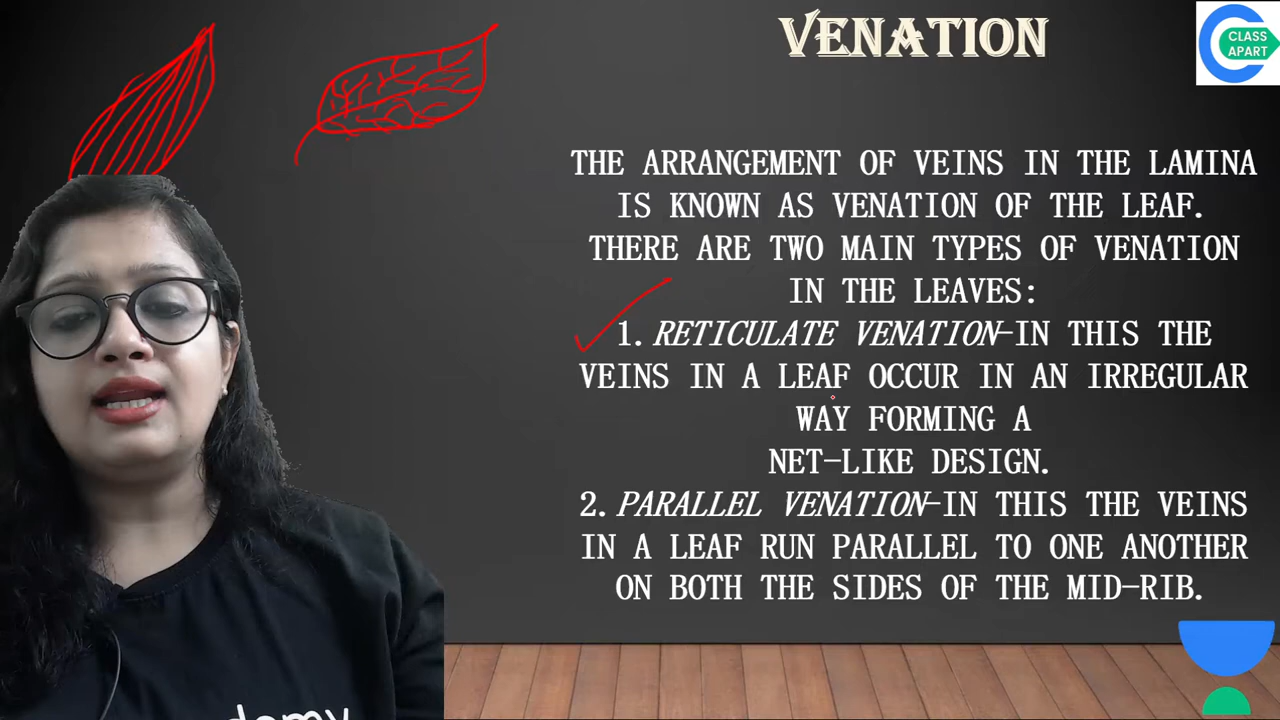 VENATION
CLASS
APART
THE ARRANGEMENT OF VEINS IN THE LAMINA
IS KNOWN AS VENATION OF THE LEAF.
THERE ARE TWO MAIN TYPES OF VENATION
IN THE LEAVES:
1. RETICULATE VENATION-IN THIS THE
VEINS IN A LEAF OCCUR IN AN IRREGULAR
WAY FORMING A
NET-LIKE DESIGN.
2. PARALLEL VENATION-IN THIS THE VEINS
IN A LEAF RUN PARALLEL TO ONE ANOTHER
ON BOTH THE SIDES OF THE MID-RIB.